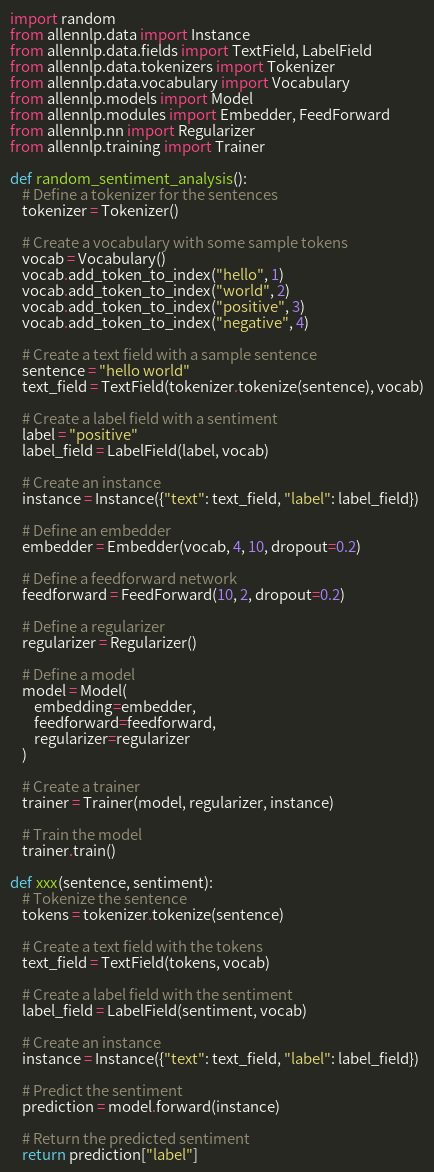 import random
from allennlp.data import Instance
from allennlp.data.fields import TextField, LabelField
from allennlp.data.tokenizers import Tokenizer
from allennlp.data.vocabulary import Vocabulary
from allennlp.models import Model
from allennlp.modules import Embedder, FeedForward
from allennlp.nn import Regularizer
from allennlp.training import Trainer

def random_sentiment_analysis():
    # Define a tokenizer for the sentences
    tokenizer = Tokenizer()

    # Create a vocabulary with some sample tokens
    vocab = Vocabulary()
    vocab.add_token_to_index("hello", 1)
    vocab.add_token_to_index("world", 2)
    vocab.add_token_to_index("positive", 3)
    vocab.add_token_to_index("negative", 4)

    # Create a text field with a sample sentence
    sentence = "hello world"
    text_field = TextField(tokenizer.tokenize(sentence), vocab)

    # Create a label field with a sentiment
    label = "positive"
    label_field = LabelField(label, vocab)

    # Create an instance
    instance = Instance({"text": text_field, "label": label_field})

    # Define an embedder
    embedder = Embedder(vocab, 4, 10, dropout=0.2)

    # Define a feedforward network
    feedforward = FeedForward(10, 2, dropout=0.2)

    # Define a regularizer
    regularizer = Regularizer()

    # Define a model
    model = Model(
        embedding=embedder,
        feedforward=feedforward,
        regularizer=regularizer
    )

    # Create a trainer
    trainer = Trainer(model, regularizer, instance)

    # Train the model
    trainer.train()

def xxx(sentence, sentiment):
    # Tokenize the sentence
    tokens = tokenizer.tokenize(sentence)

    # Create a text field with the tokens
    text_field = TextField(tokens, vocab)

    # Create a label field with the sentiment
    label_field = LabelField(sentiment, vocab)

    # Create an instance
    instance = Instance({"text": text_field, "label": label_field})

    # Predict the sentiment
    prediction = model.forward(instance)

    # Return the predicted sentiment
    return prediction["label"]